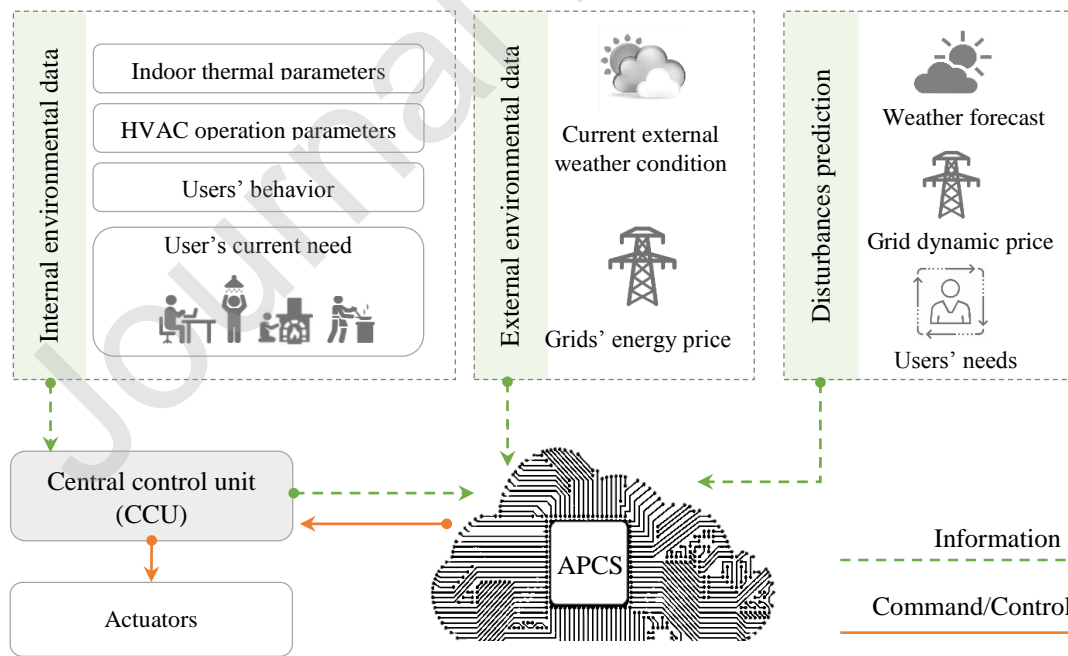 Internal environmental data
Indoor thermal parameters
HVAC operation parameters
Users’ behavior
User’s current need
External environmental data
Current external
weather condition
Grids’ energy price
Disturbances prediction
Weather forecast
Grid dynamic price
Users’ needs
Central control unit
(CCU)
Actuators
APCS
Information
Command/Control
Journal